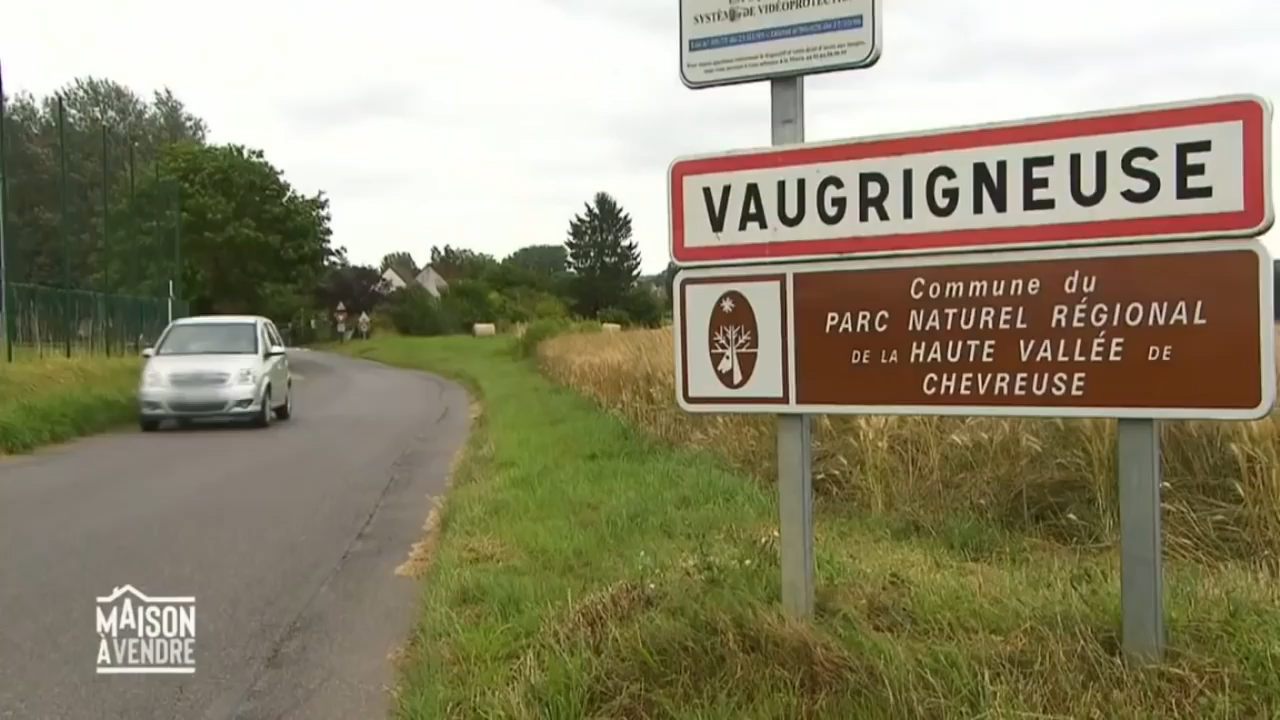 SYSTÈME DE VIDÉOPROTECTION
VAUGRIGNEUSE
Commune du
PARC NATUREL RÉGIONAL
DE LA HAUTE VALLÉE DE
CHEVREUSE
MAISON
À VENDRE